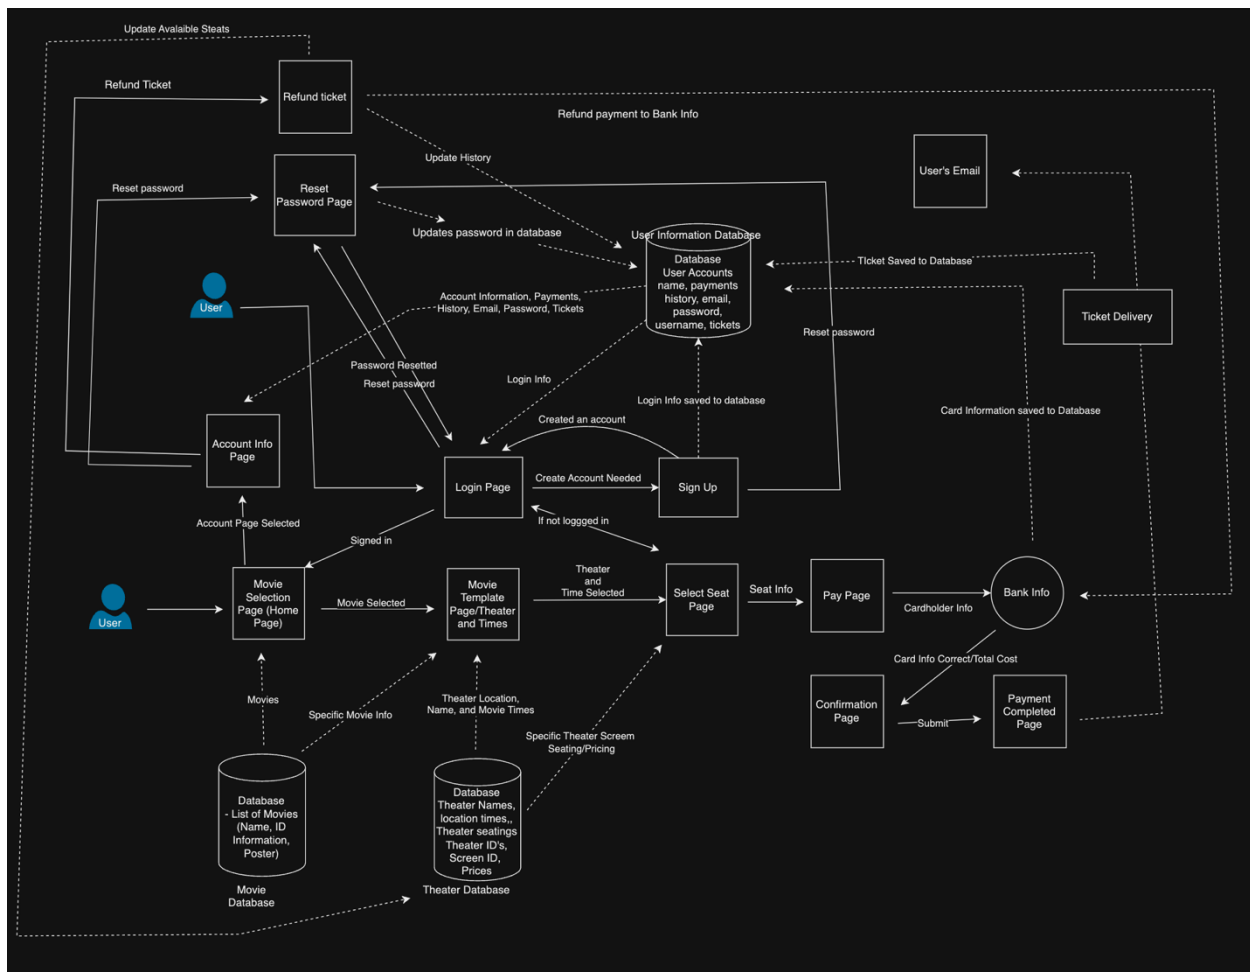 Update Avalaible Steats
Refund Ticket
Refund ticket
Refund payment to Bank Info
Update History
User's Email
Reset password
Reset
Password Page
Updates password in database
User Information Database
Database
User Accounts
name, payments
history, email,
password,
username, tickets
TIcket Saved to Database
User
Account Information, Payments,
History, Email, Password, Tickets
Ticket Delivery
Reset password
Password Resetted
Reset password
Login Info
Login Info saved to database
Card Information saved to Database
Created an account
Account Info
Page
Login Page
Create Account Needed
Sign Up
Account Page Selected
If not loggged in
Signed in
User
Movie
Selection
Page (Home
Page)
Movie Selected
Movie
Template
Page/Theater
and Times
Theater
and
Time Selected
Select Seat
Page
Seat Info
Pay Page
Cardholder Info
Bank Info
Card Info Correct/Total Cost
Movies
Specific Movie Info
Theater Location,
Name, and Movie Times
Confirmation
Page
Submit
Payment
Completed
Page
Specific Theater Screem
Seating/Pricing
Database
- List of Movies
(Name, ID
Information,
Poster)
Movie
Database
Database
Theater Names,
location times,,
Theater seatings
Theater ID's,
Screen ID,
Prices
Theater Database